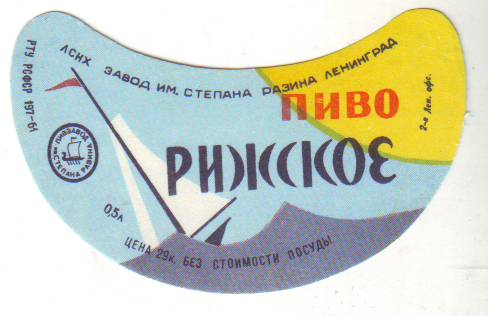 ЛСНХ ЗАВОД ИМ. СТЕПАНА РАЗИНА ЛЕНИНГРАД
РТУ РСФСР 197-61
ПИВО
РИЖСКОЕ
ПИВЗАВОД
им СТЕПАНА РАЗИНА
0,5л
ЦЕНА 29к. БЕЗ СТОИМОСТИ ПОСУДЫ
2-я Лен. офс.